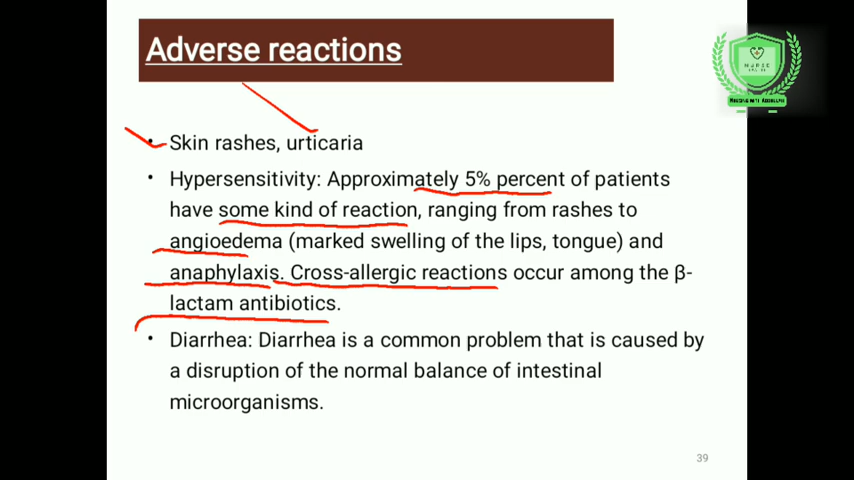 Adverse reactions
• Skin rashes, urticaria
• Hypersensitivity: Approximately 5% percent of patients
have some kind of reaction, ranging from rashes to
angioedema (marked swelling of the lips, tongue) and
anaphylaxis. Cross-allergic reactions occur among the β-
lactam antibiotics.
• Diarrhea: Diarrhea is a common problem that is caused by
a disruption of the normal balance of intestinal
microorganisms.
39
NURSE